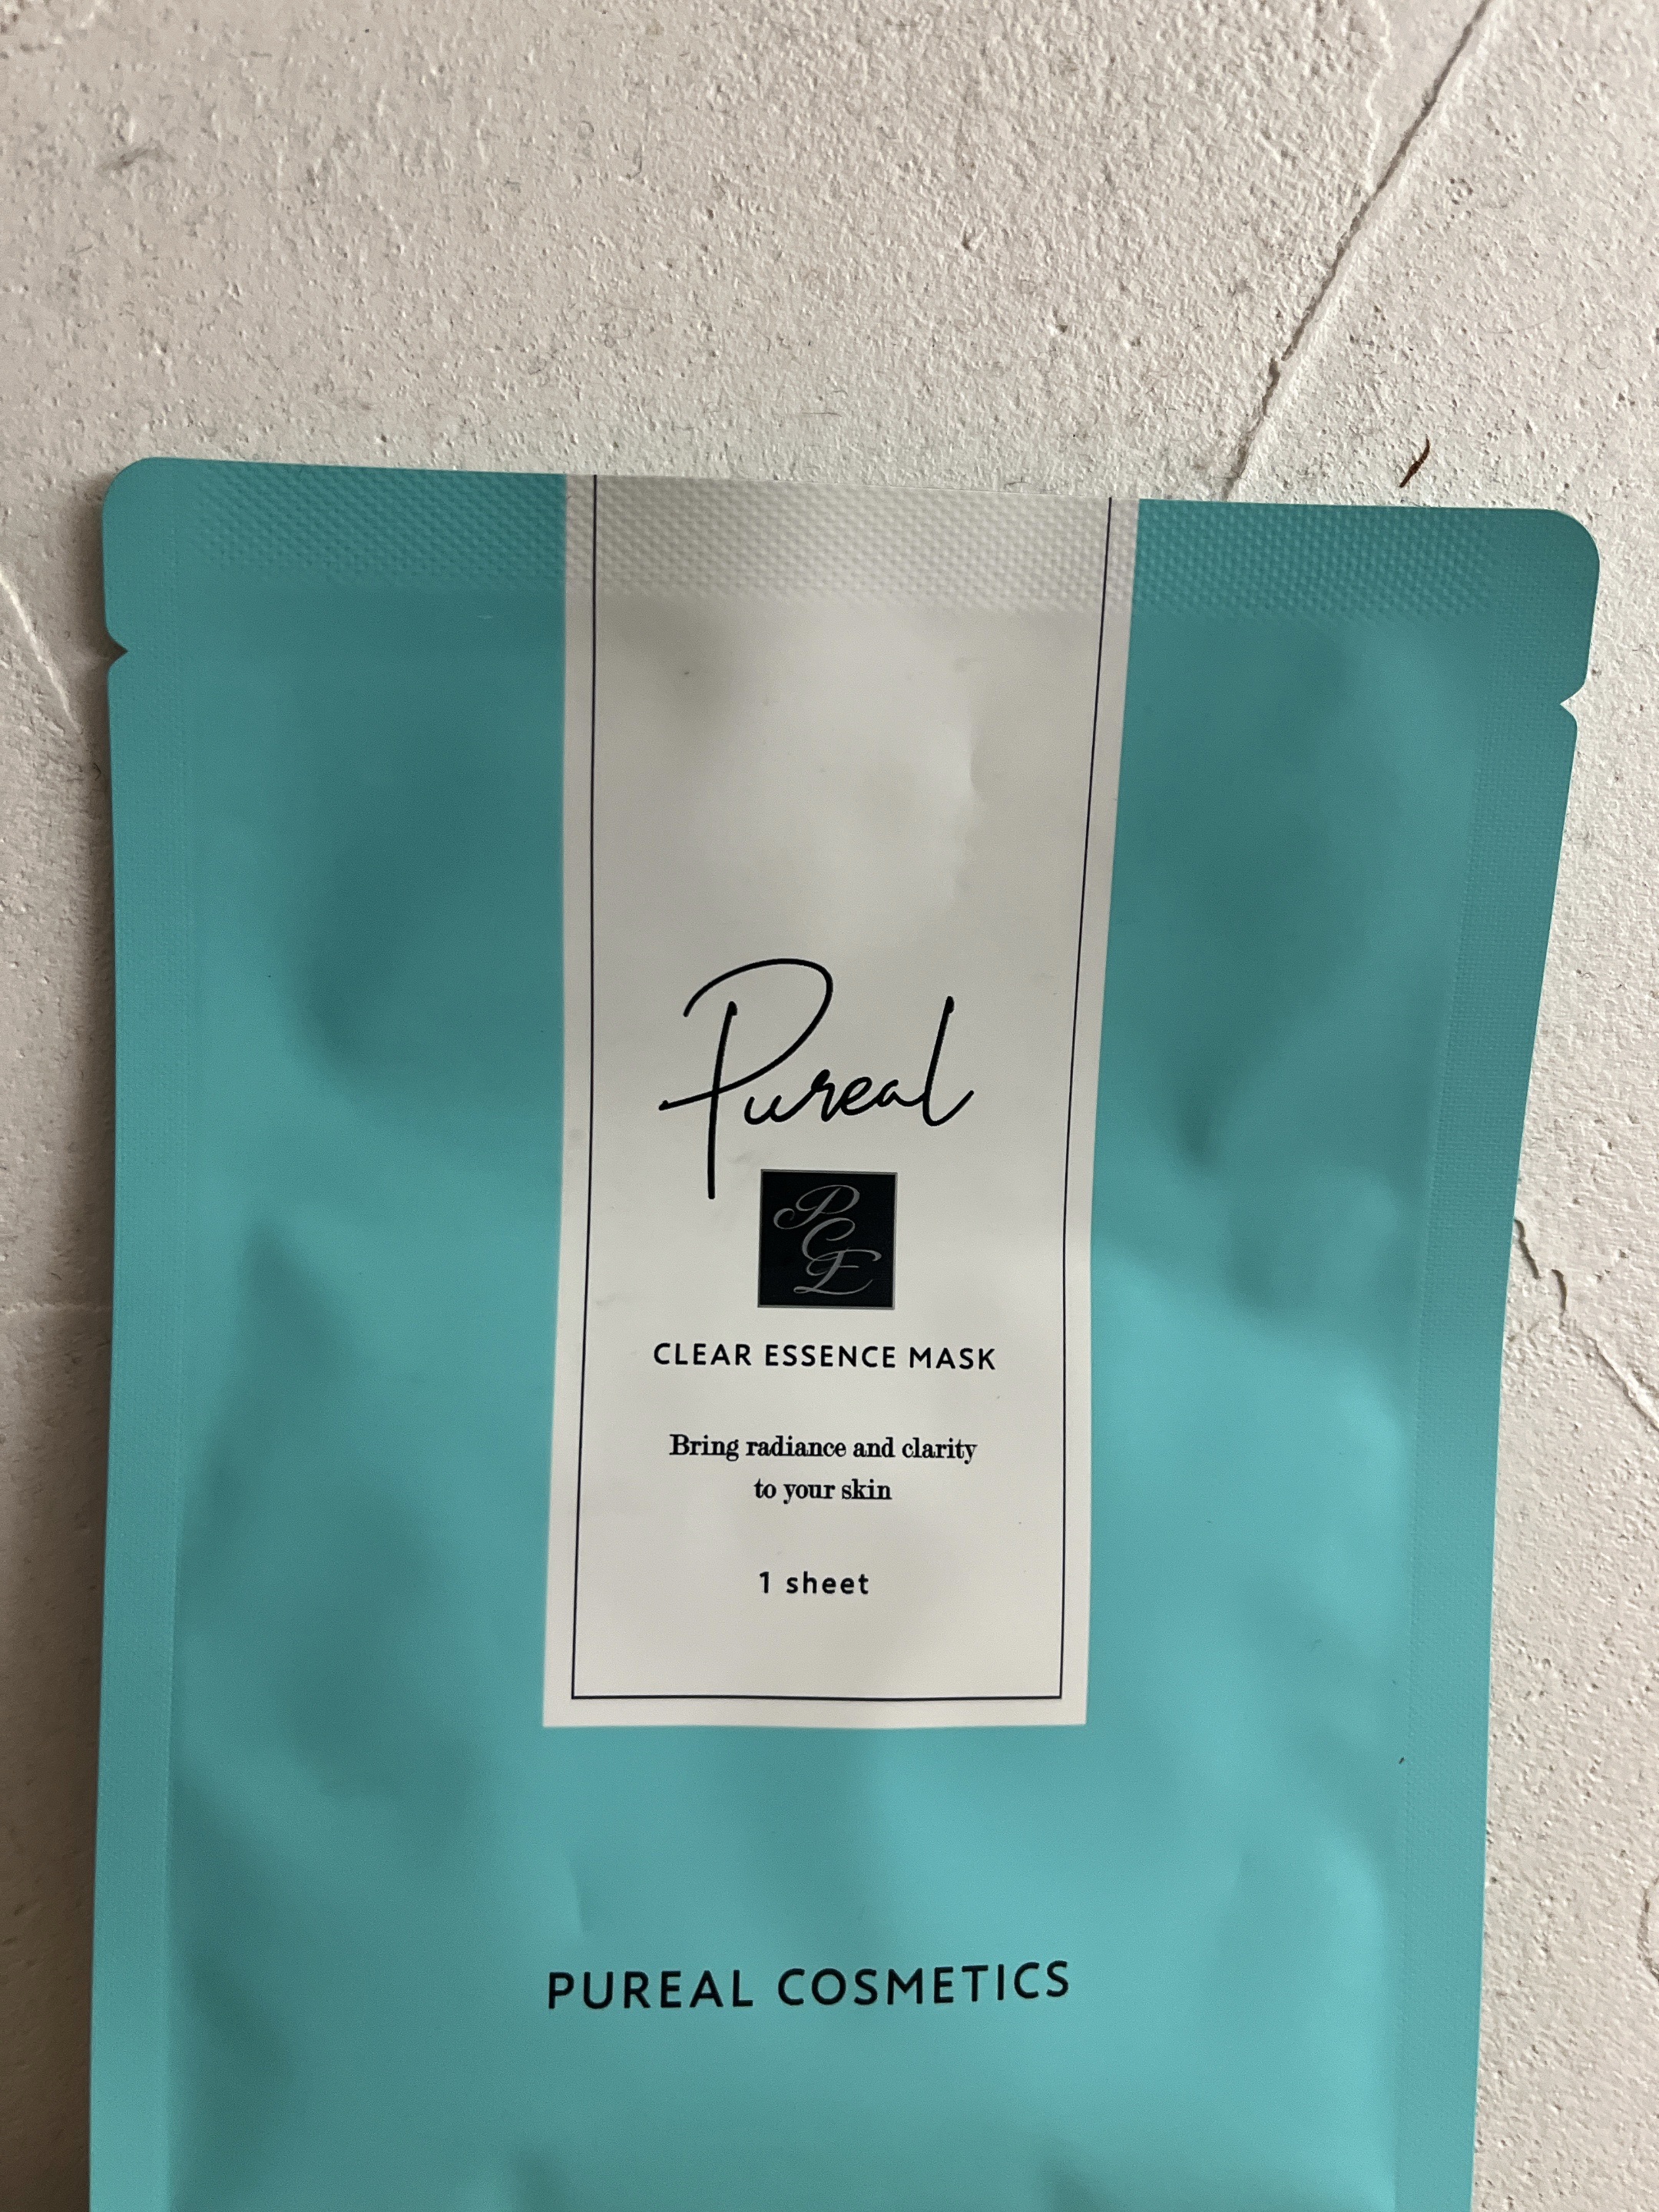 Pureal
PCE
CLEAR ESSENCE MASK
Bring radiance and clarity
to your skin
1 sheet
PUREAL COSMETICS